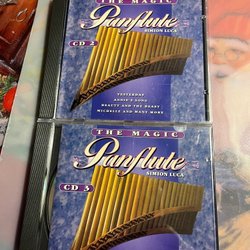 THE MAGIC
Panflute
CD 2
SIMION LUCA
YESTERDAY
ANNIE'S SONG
BEAUTY AND THE BEAST
MICHELLE AND MANY MORE
THE MAGIC
Panflute
SIMION LUCA
CD 3